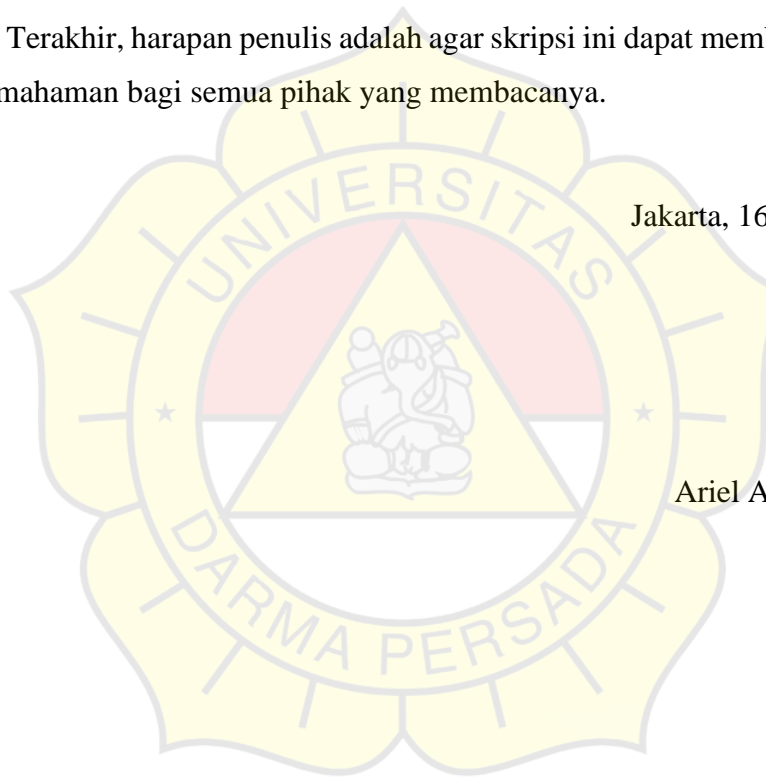 Terakhir, harapan penulis adalah agar skripsi ini dapat mem
mahaman bagi semua pihak yang membacanya.
UNIVERSITAS
Jakarta, 16
Ariel A
DARMA PERSADA